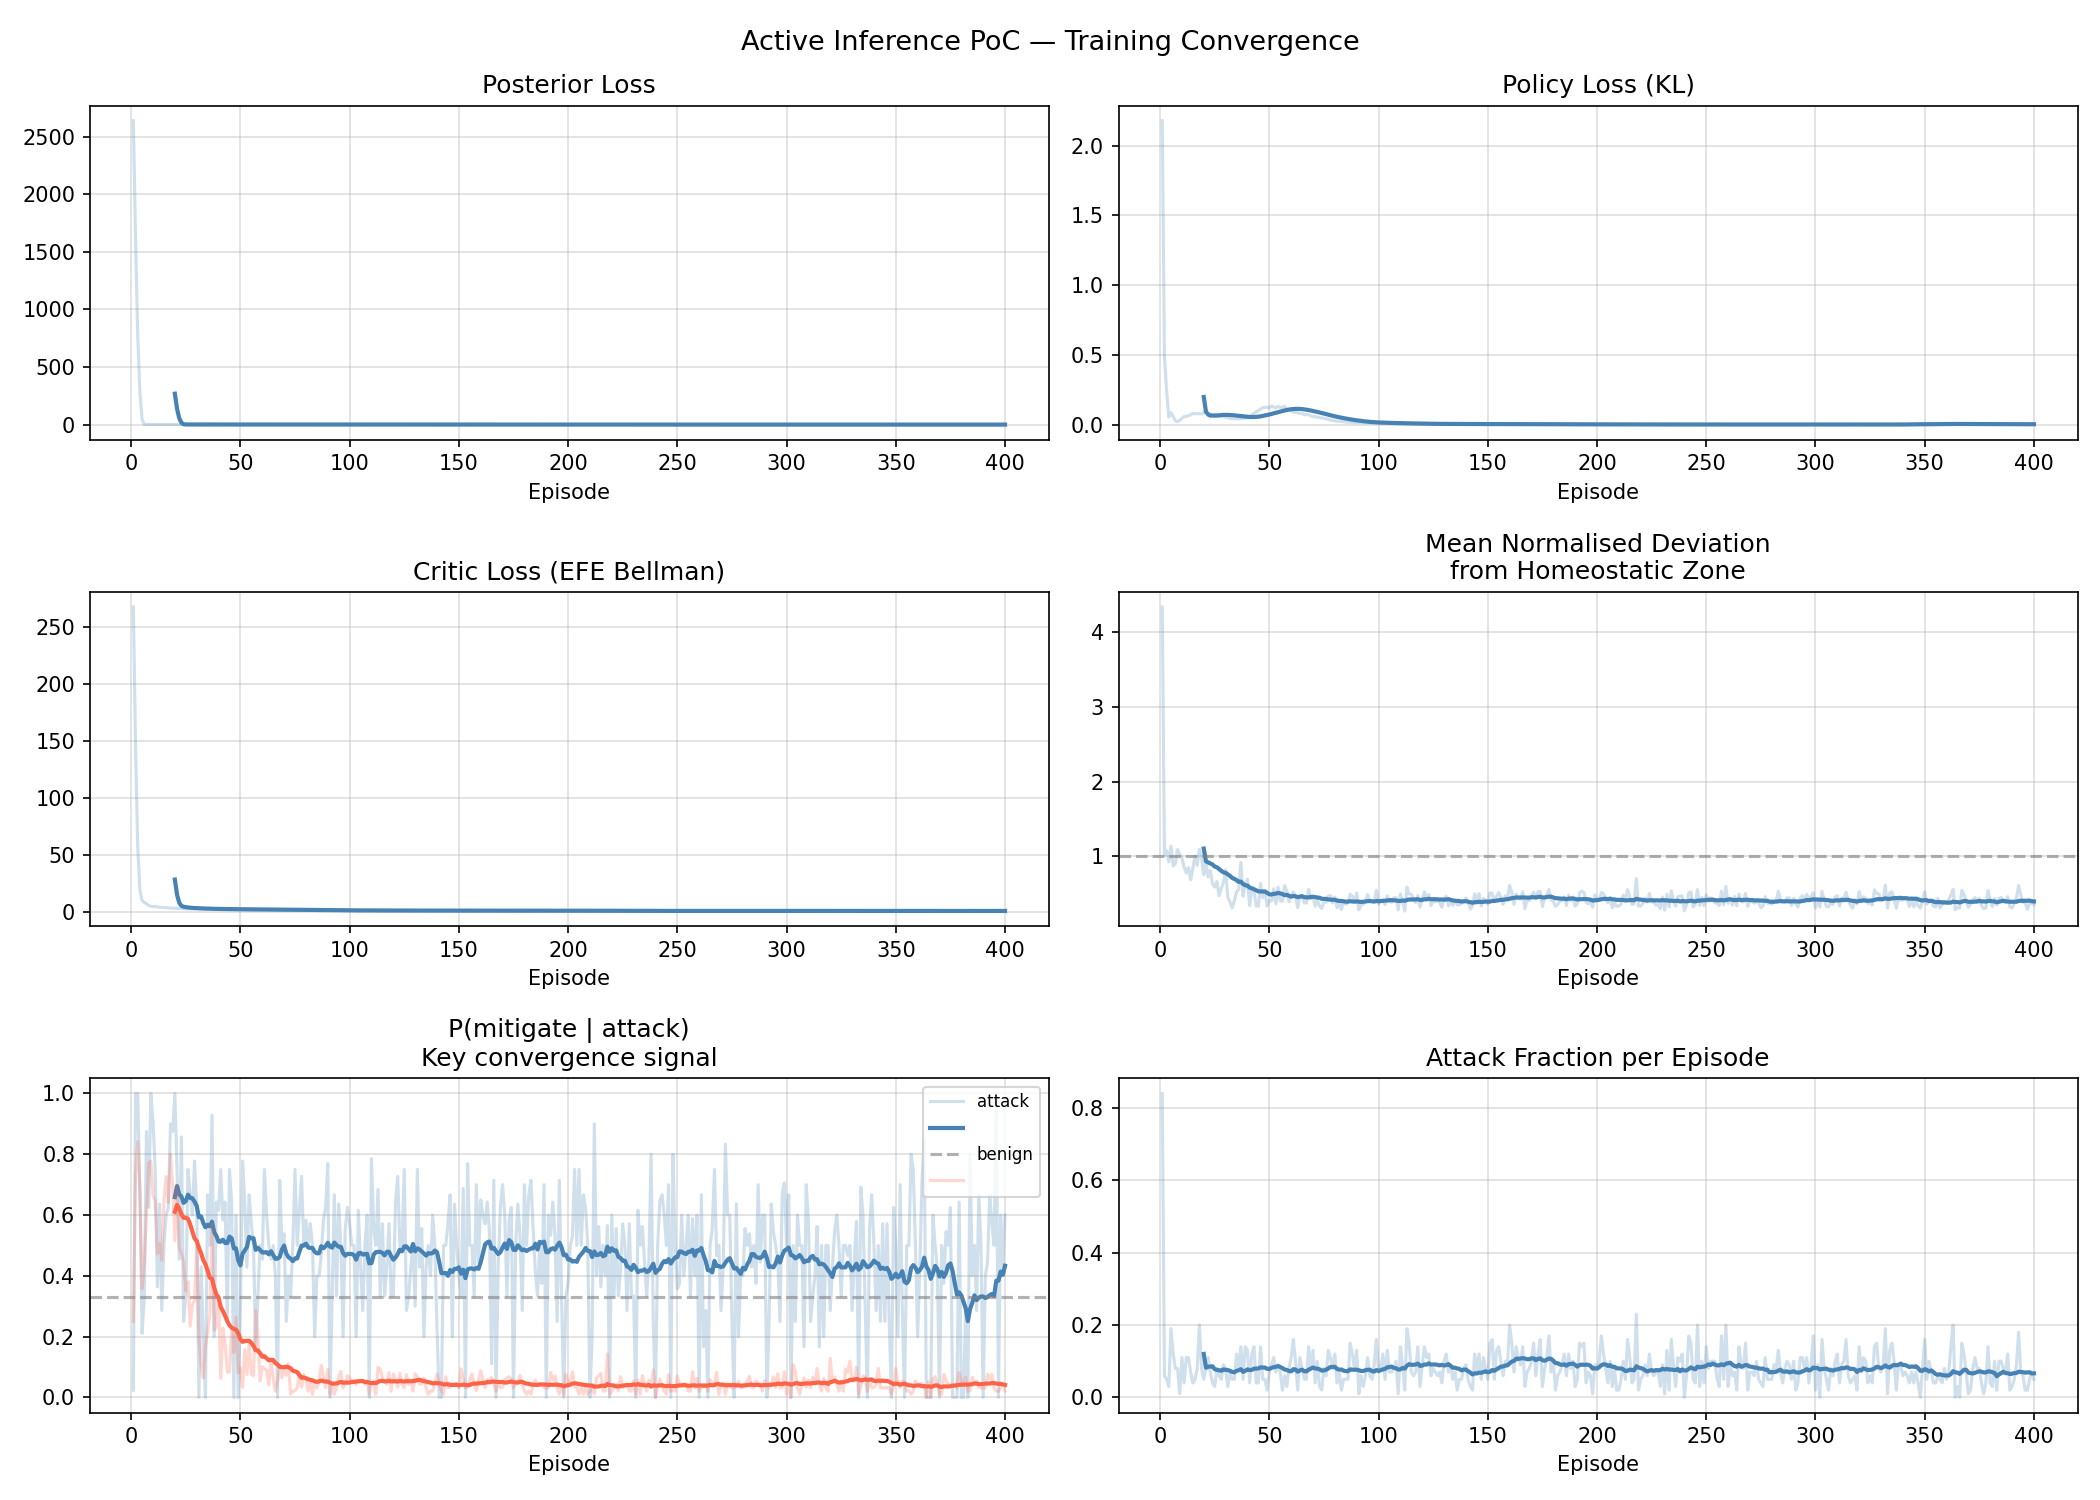 Active Inference PoC — Training Convergence
Posterior Loss
2500
2000
1500
1000
500
0
0 50 100 150 200 250 300 350 400
Episode
Policy Loss (KL)
2.0
1.5
1.0
0.5
0.0
0 50 100 150 200 250 300 350 400
Episode
Critic Loss (EFE Bellman)
250
200
150
100
50
0
0 50 100 150 200 250 300 350 400
Episode
Mean Normalised Deviation
from Homeostatic Zone
4
3
2
1
0 50 100 150 200 250 300 350 400
Episode
P(mitigate | attack)
Key convergence signal
1.0
0.8
0.6
0.4
0.2
0.0
attack
benign
0 50 100 150 200 250 300 350 400
Episode
Attack Fraction per Episode
0.8
0.6
0.4
0.2
0.0
0 50 100 150 200 250 300 350 400
Episode